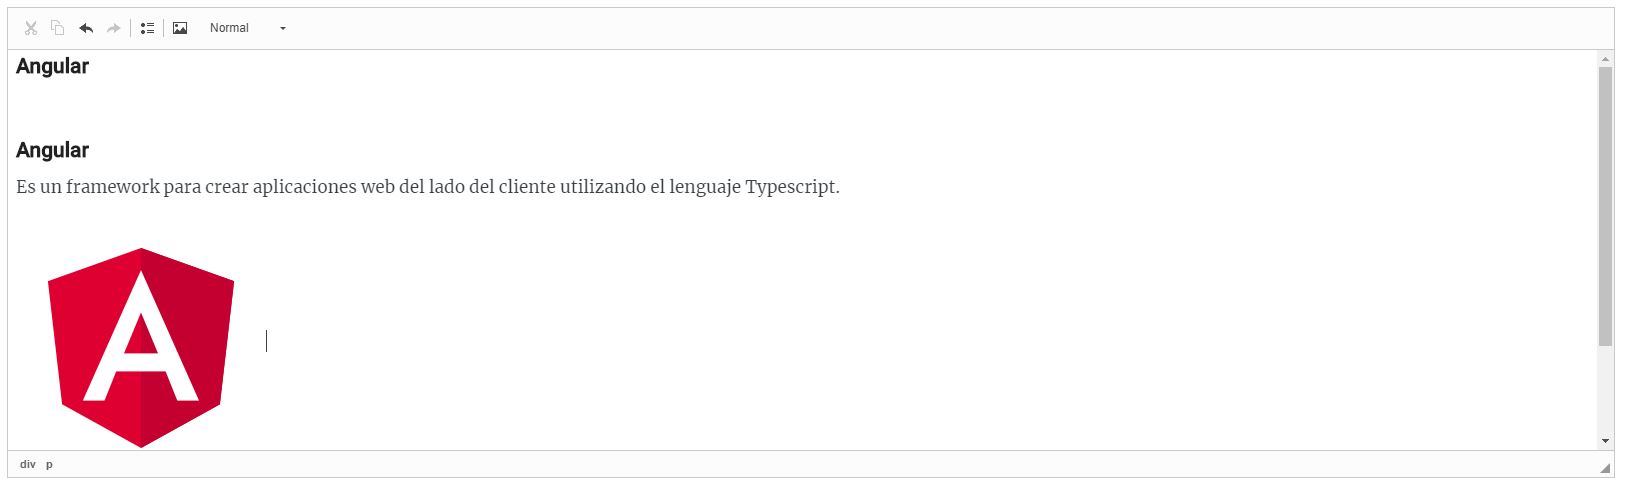 Normal
Angular
Angular
Es un framework para crear aplicaciones web del lado del cliente utilizando el lenguaje Typescript.
A
div p